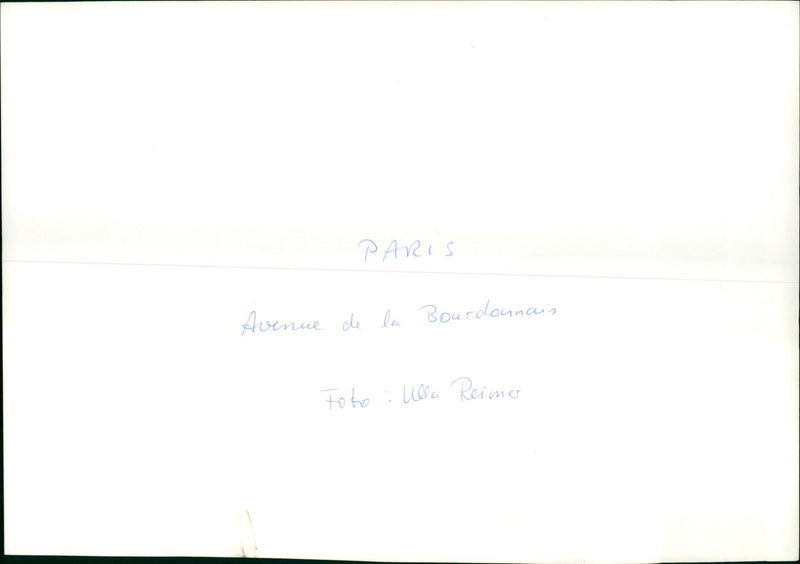 PARIS
Avenue de la Bourdonnais
Foto : Ulla Reimer